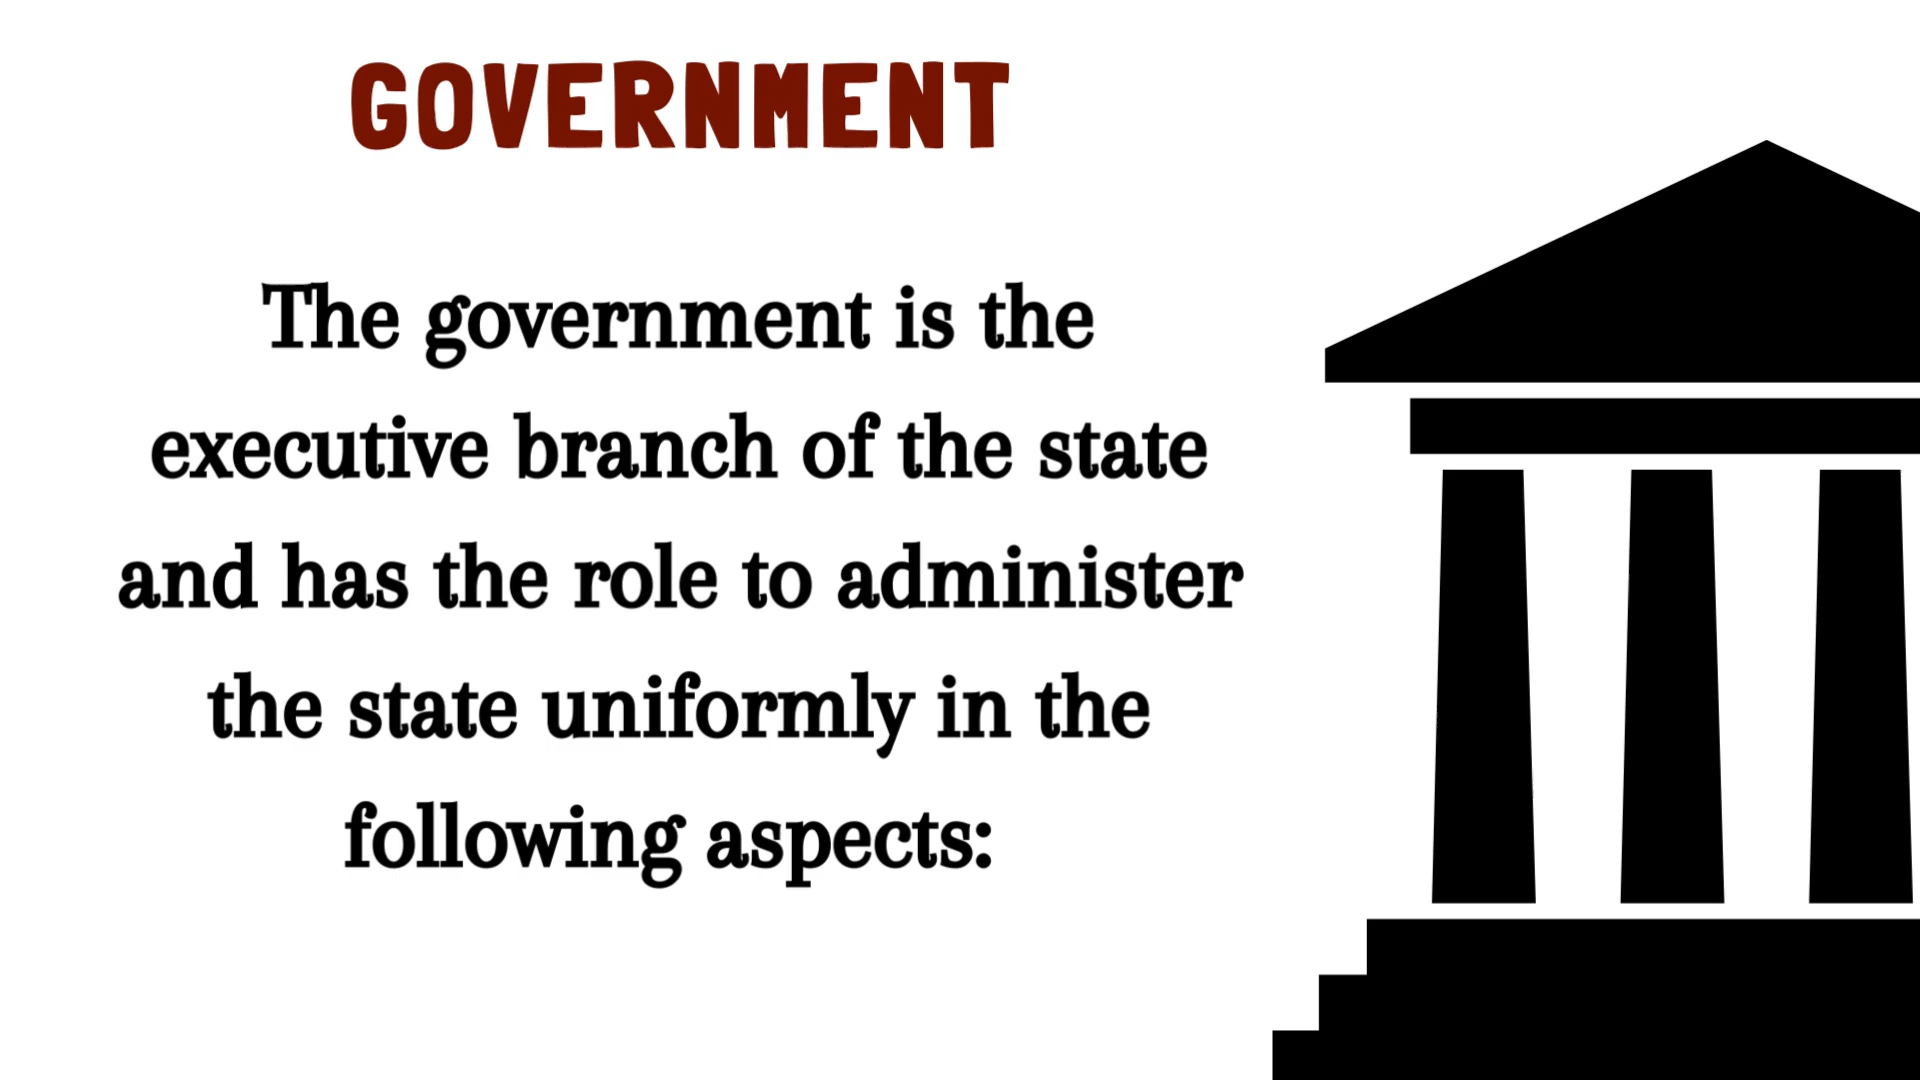 GOVERNMENT
The government is the
executive branch of the state
and has the role to administer
the state uniformly in the
following aspects: